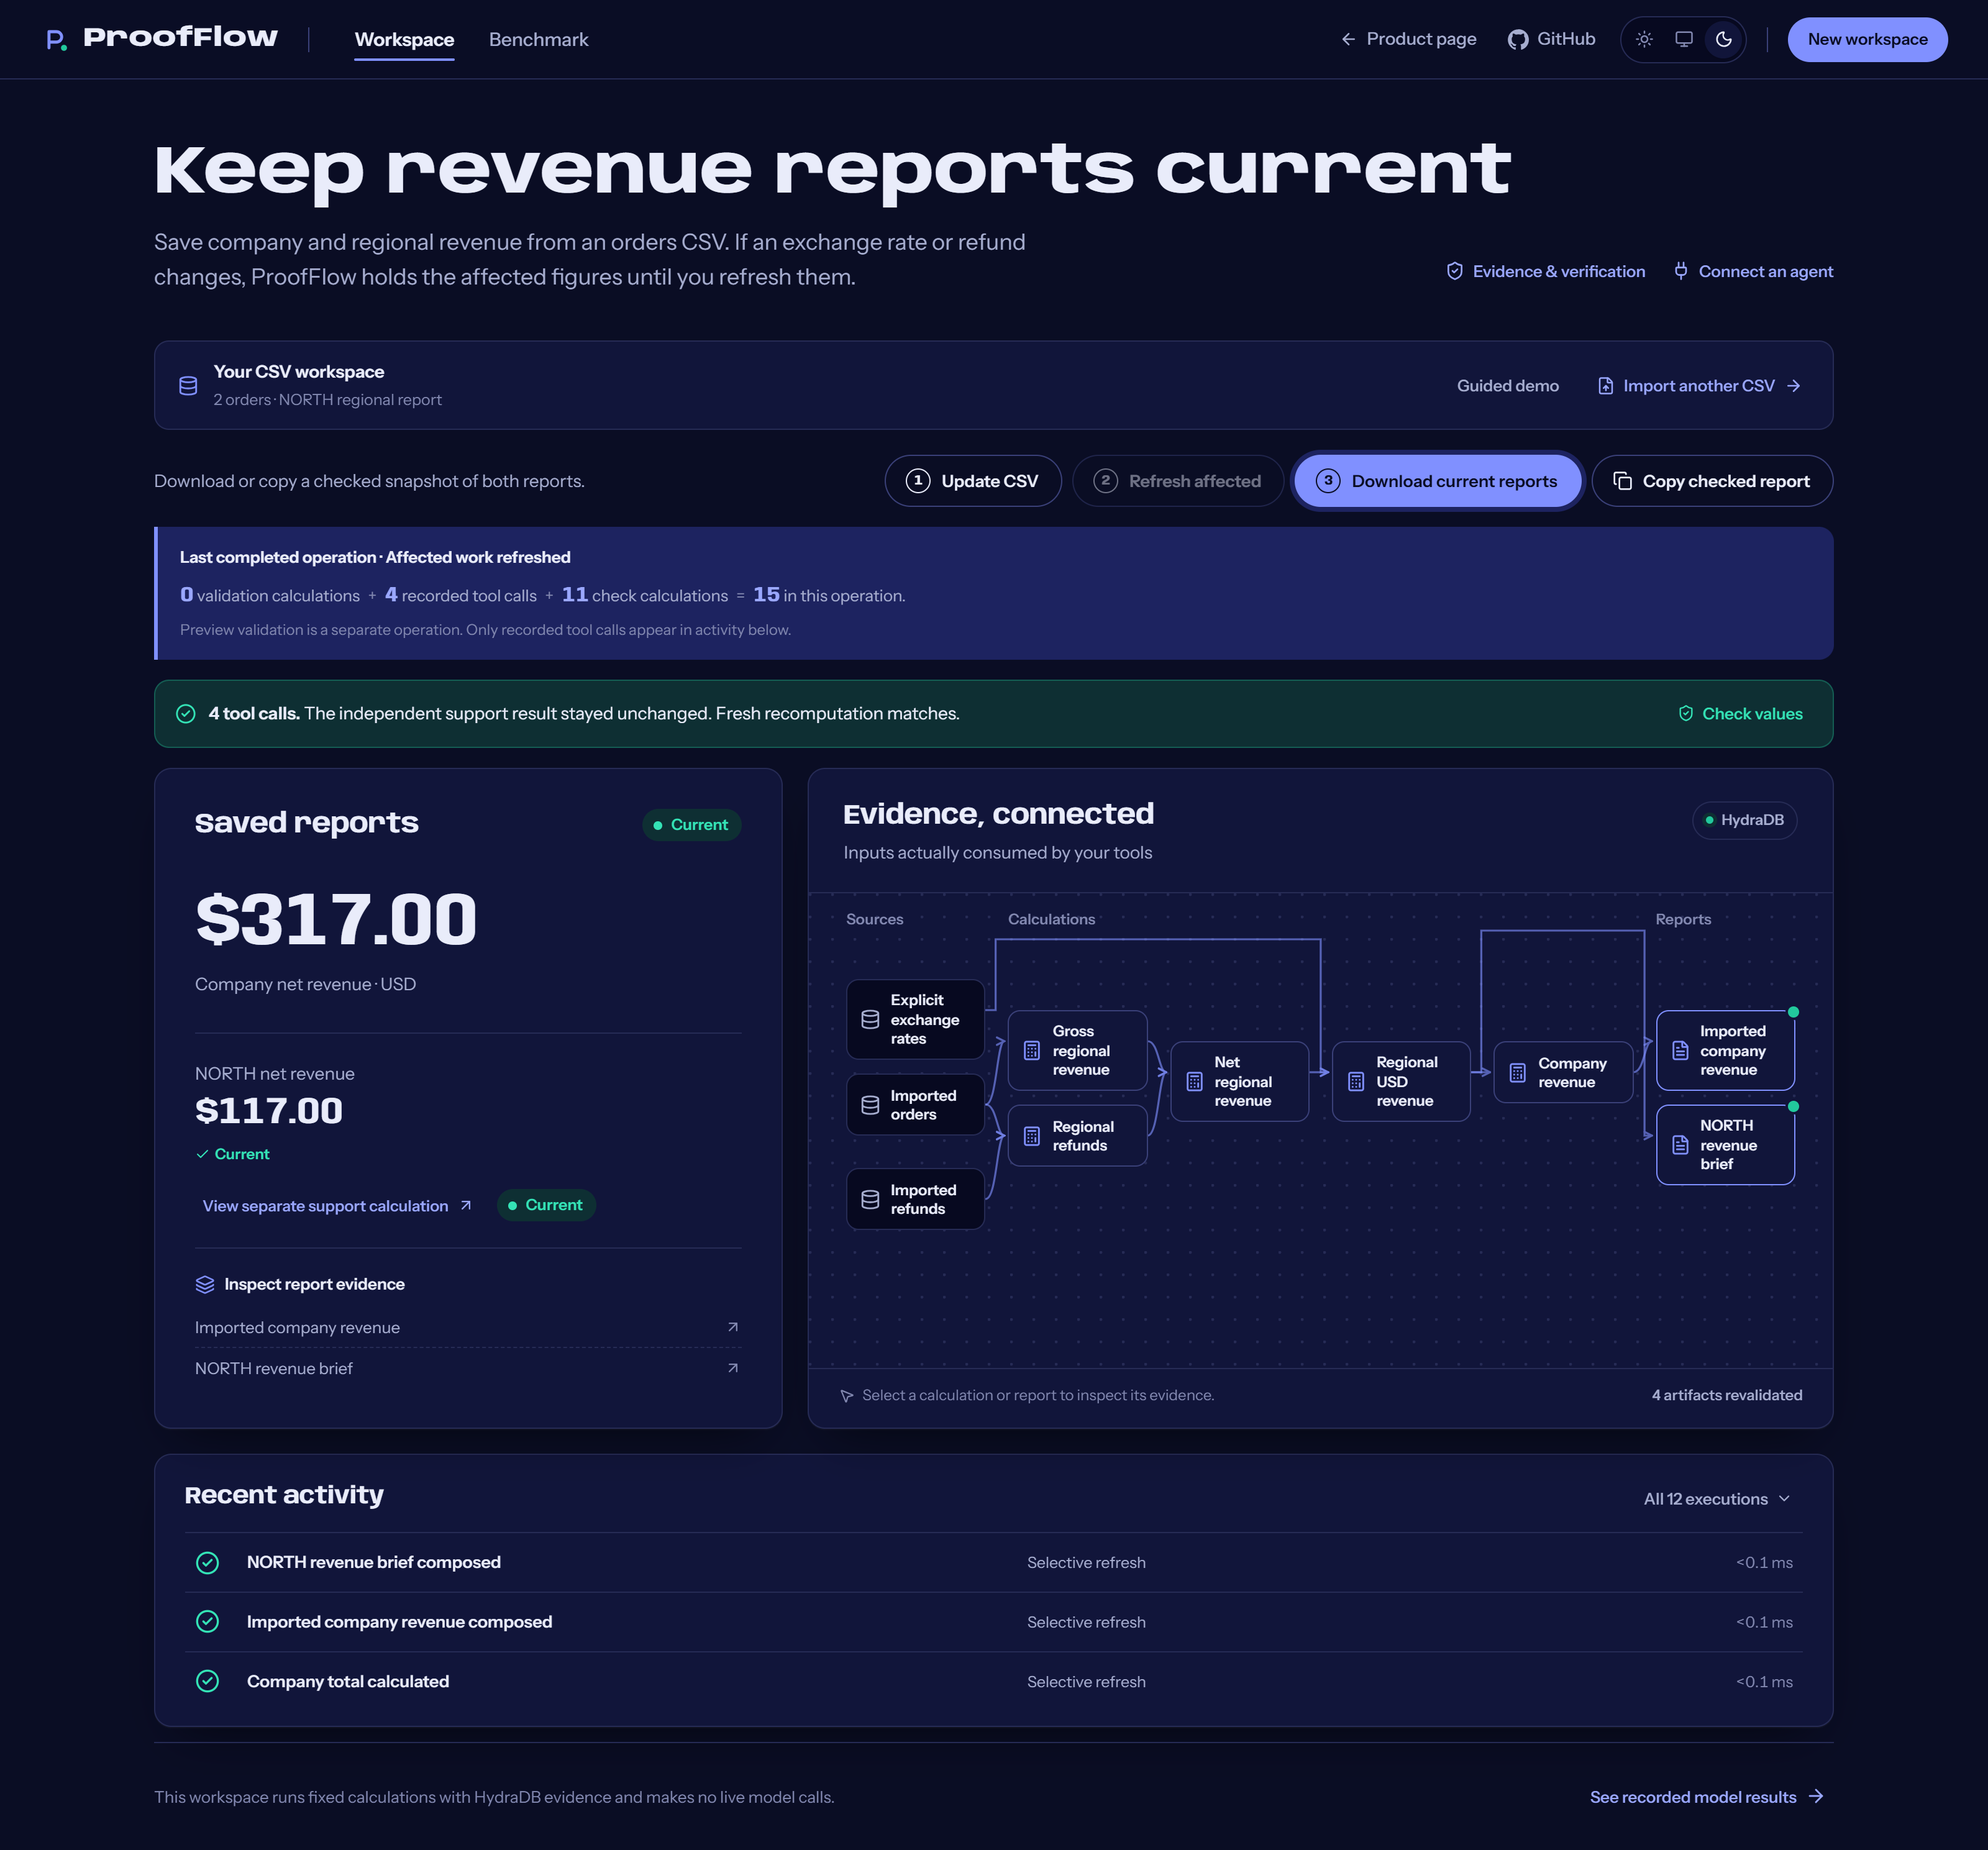 P. ProofFlow
Workspace
Benchmark
Product page
GitHub
New workspace
Keep revenue reports current
Save company and regional revenue from an orders CSV. If an exchange rate or refund
changes, ProofFlow holds the affected figures until you refresh them.
Evidence & verification
Connect an agent
Your CSV workspace
2 orders · NORTH regional report
Guided demo
Import another CSV
Download or copy a checked snapshot of both reports.
1 Update CSV
2 Refresh affected
3 Download current reports
Copy checked report
Last completed operation · Affected work refreshed
0 validation calculations + 4 recorded tool calls + 11 check calculations = 15 in this operation.
Preview validation is a separate operation. Only recorded tool calls appear in activity below.
4 tool calls. The independent support result stayed unchanged. Fresh recomputation matches.
Check values
Saved reports
Current
$317.00
Company net revenue · USD
NORTH net revenue
$117.00
Current
View separate support calculation
Current
Inspect report evidence
Imported company revenue
NORTH revenue brief
Evidence, connected
Inputs actually consumed by your tools
HydraDB
Sources
Calculations
Reports
Explicit
exchange
rates
Imported
orders
Imported
refunds
Gross
regional
revenue
Regional
refunds
Net
regional
revenue
Regional
USD
revenue
Company
revenue
Imported
company
revenue
NORTH
revenue
brief
Select a calculation or report to inspect its evidence.
4 artifacts revalidated
Recent activity
All 12 executions
NORTH revenue brief composed
Selective refresh
<0.1 ms
Imported company revenue composed
Selective refresh
<0.1 ms
Company total calculated
Selective refresh
<0.1 ms
This workspace runs fixed calculations with HydraDB evidence and makes no live model calls.
See recorded model results